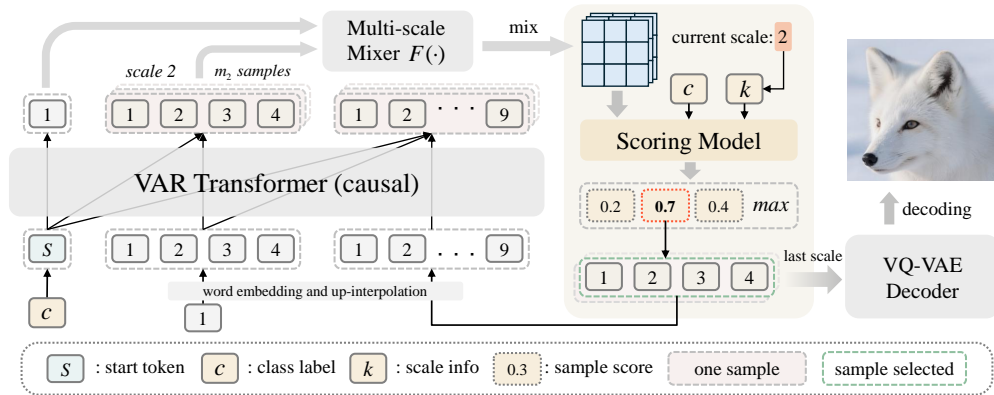 Multi-scale
Mixer F(·)
mix
current scale: 2
scale 2
m₂ samples
c
k
1
1 2 3 4
1 2 · · · 9
Scoring Model
VAR Transformer (causal)
0.2 0.7 0.4 max
decoding
S
1 2 3 4
1 2 . . . 9
1 2 3 4
last scale
VQ-VAE
Decoder
word embedding and up-interpolation
c
1
S : start token
c : class label
k : scale info
0.3 : sample score
one sample
sample selected